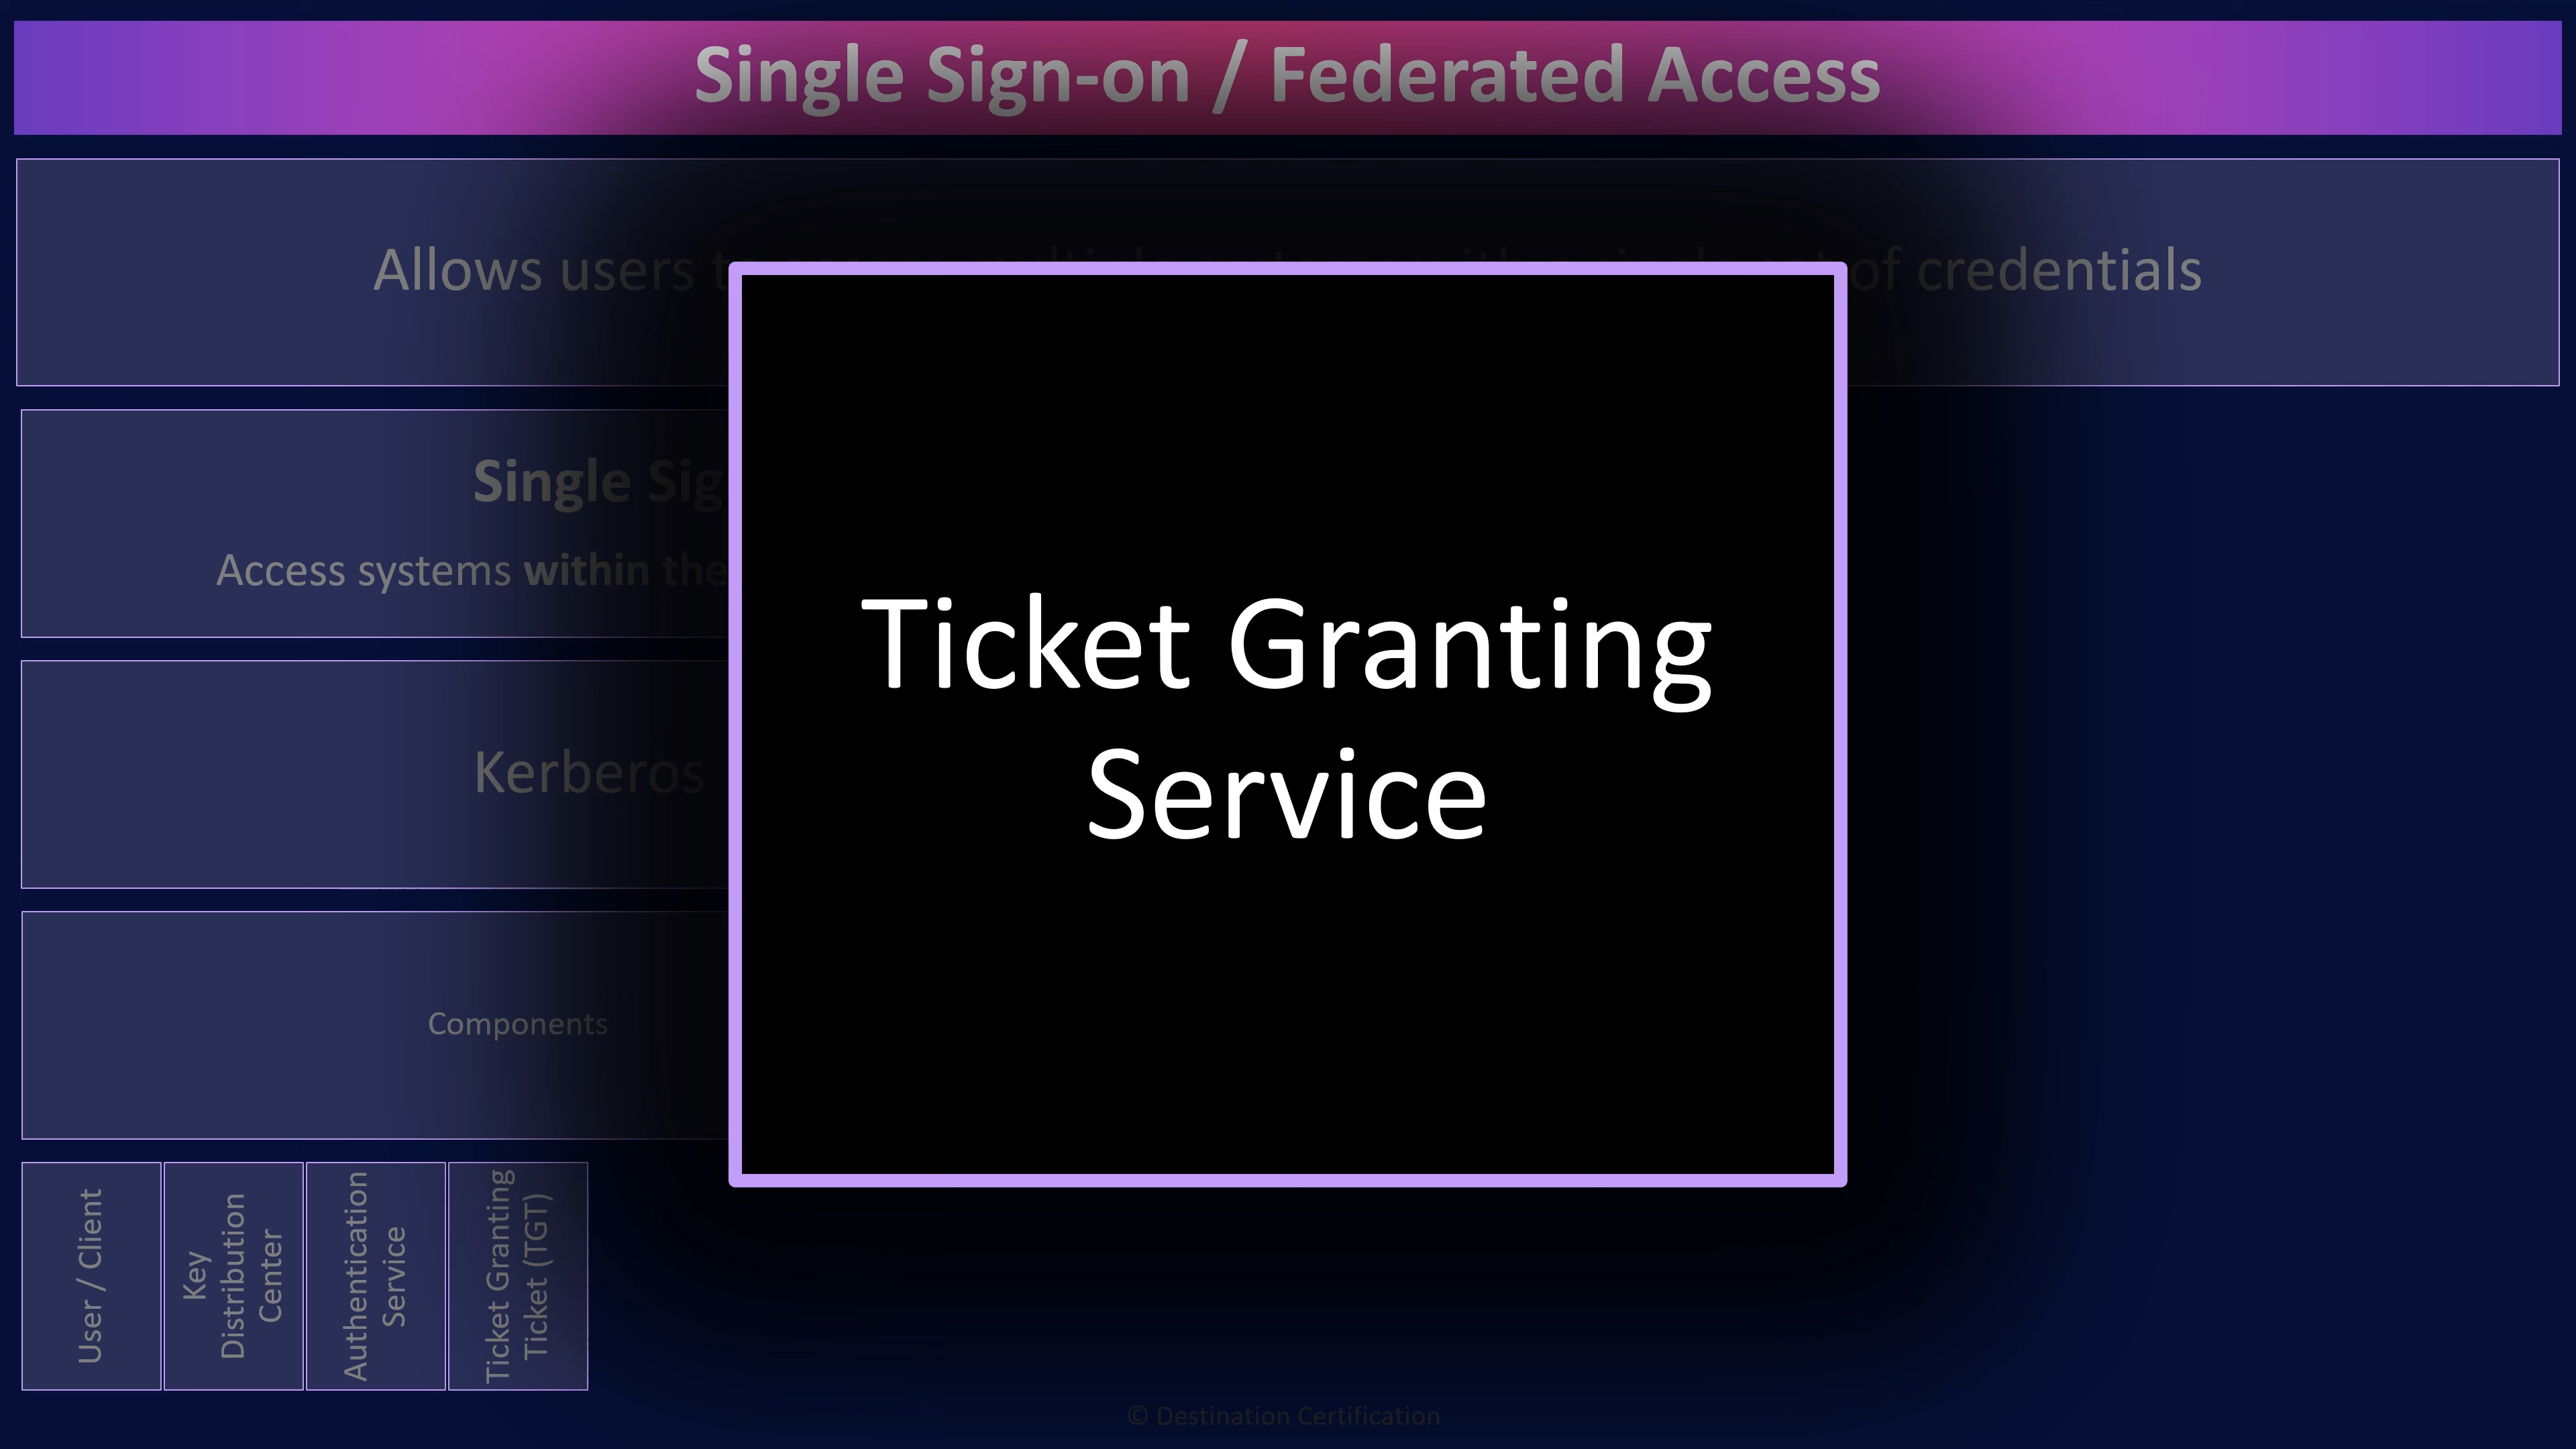 Single Sign-on / Federated Access
Allows users of credentials
Single Sig
Access systems within the
Kerberos
Ticket Granting
Service
Components
User / Client
Key
Distribution
Center
Authentication
Service
Ticket Granting
Ticket (TGT)
© Destination Certification